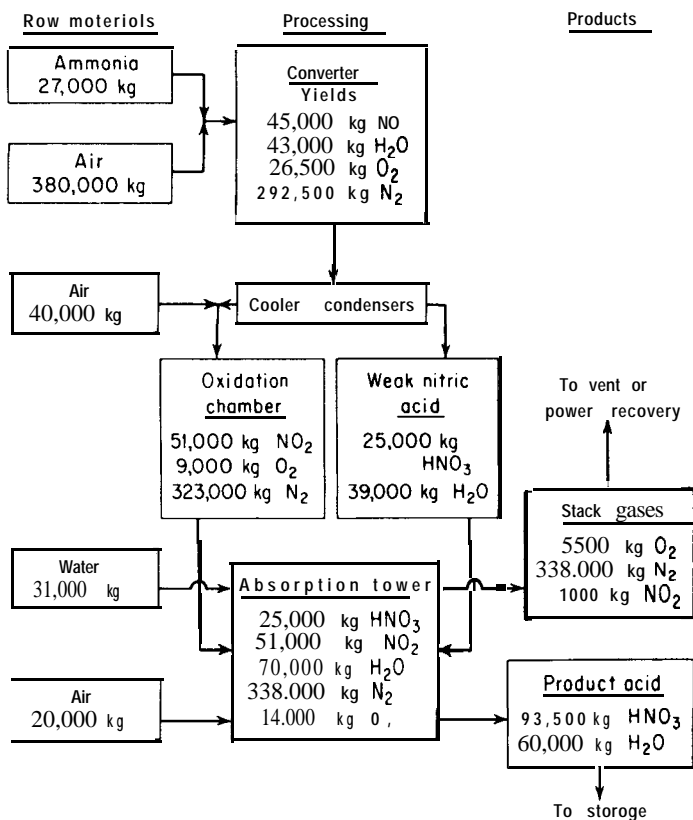 Row moteriols
Processing
Products
Ammonia
27,000 kg
Air
380,000 kg
Converter
Yields
45,000 kg NO
43,000 kg H₂O
26,500 kg O₂
292,500 kg N₂
Air
40,000 kg
Cooler condensers
Oxidation
chamber
51,000 kg NO₂
9,000 kg O₂
323,000 kg N₂
Weak nitric
acid
25,000 kg
HNO₃
39,000 kg H₂O
To vent or
power recovery
Stack gases
5500 kg O₂
338.000 kg N₂
1000 kg NO₂
Water
31,000 kg
Absorption tower
25,000 kg HNO₃
51,000 kg NO₂
70,000 kg H₂O
338.000 kg N₂
14.000 kg O,
Air
20,000 kg
Product acid
93,500 kg HNO₃
60,000 kg H₂O
To storoge